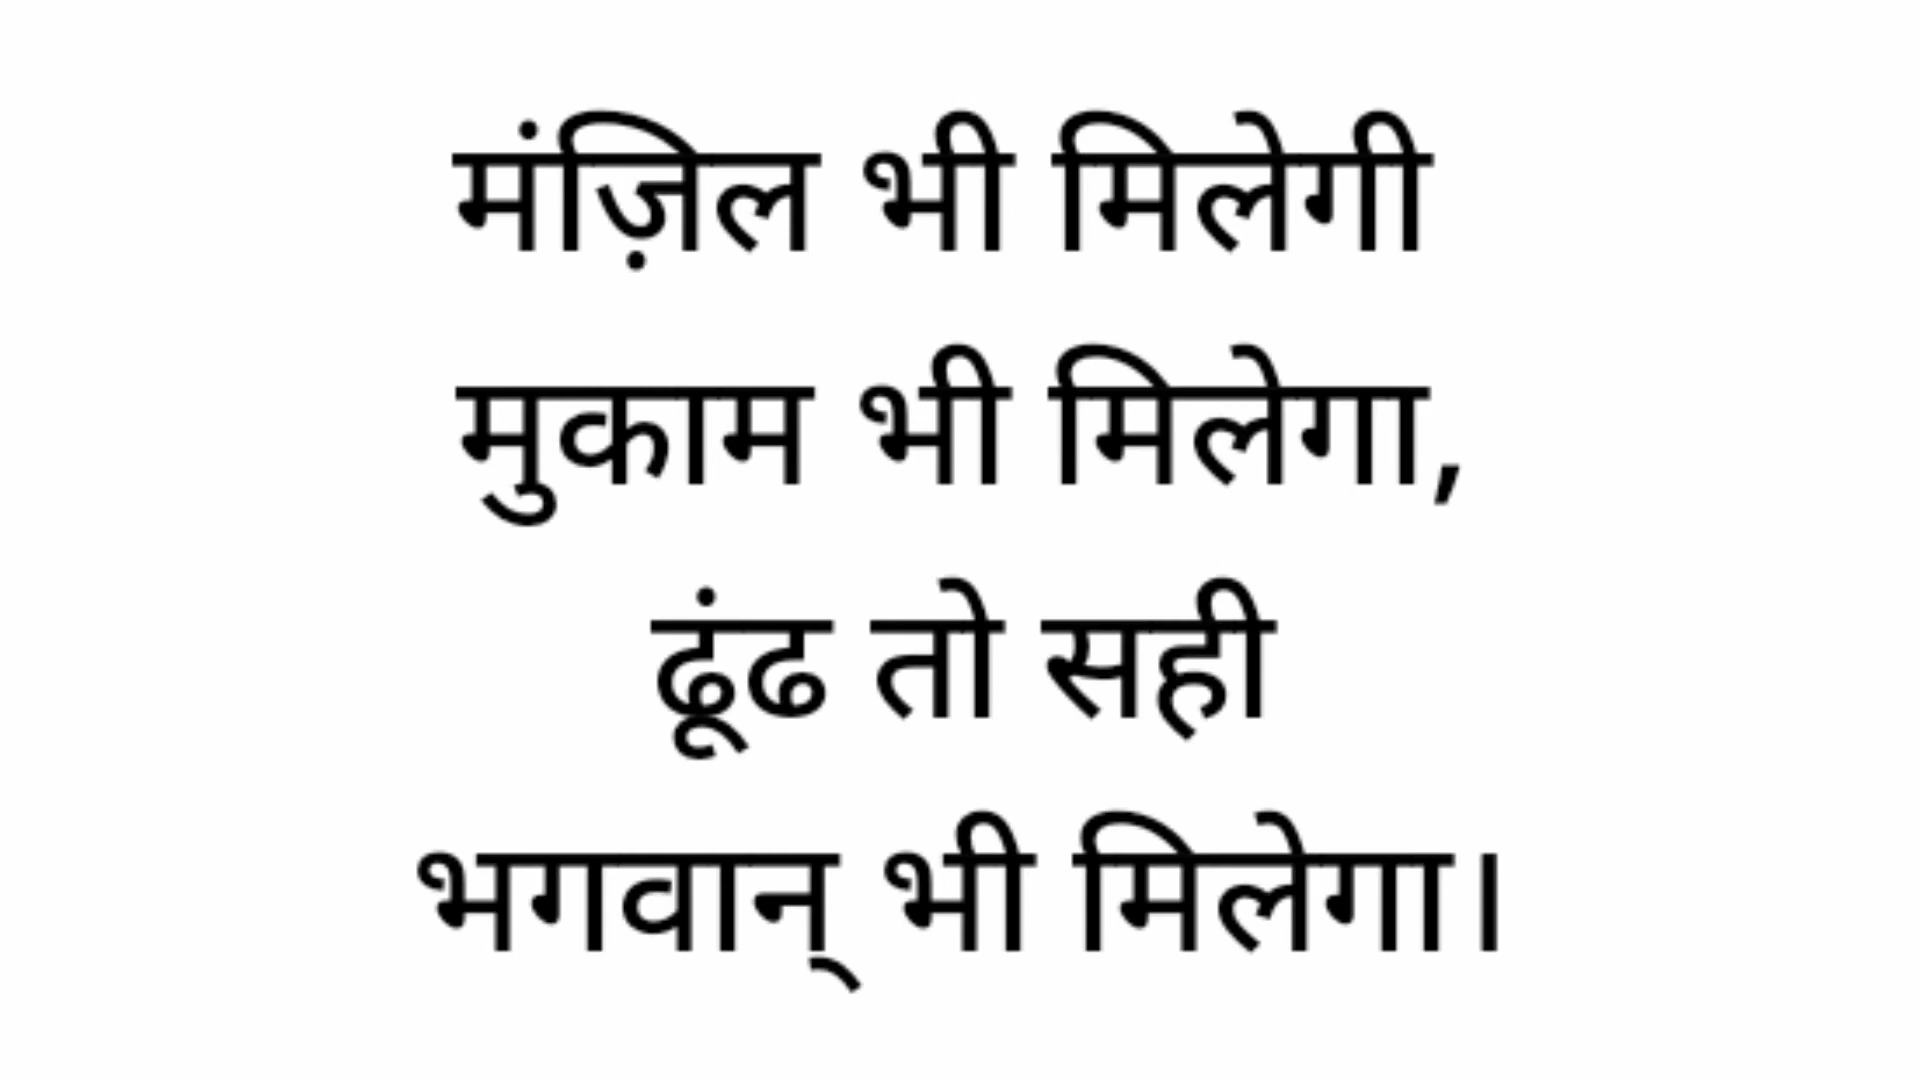 मंज़िल भी मिलेगी
मुकाम भी मिलेगा,
ढूंढ तो सही
भगवान् भी मिलेगा।